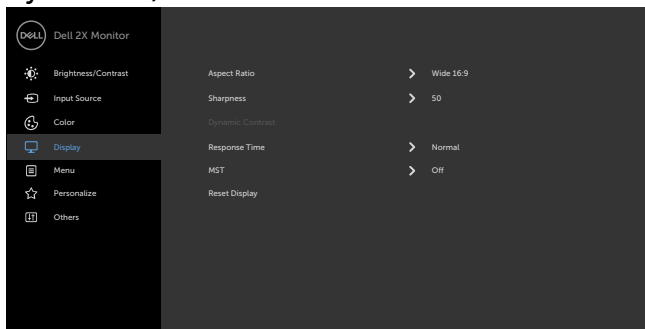 DELL Dell 2X Monitor
Brightness/Contrast Aspect Ratio Wide 16:9
Input Source Sharpness 50
Color Dynamic Contrast
Display Response Time Normal
Menu MST Off
Personalize Reset Display
Others